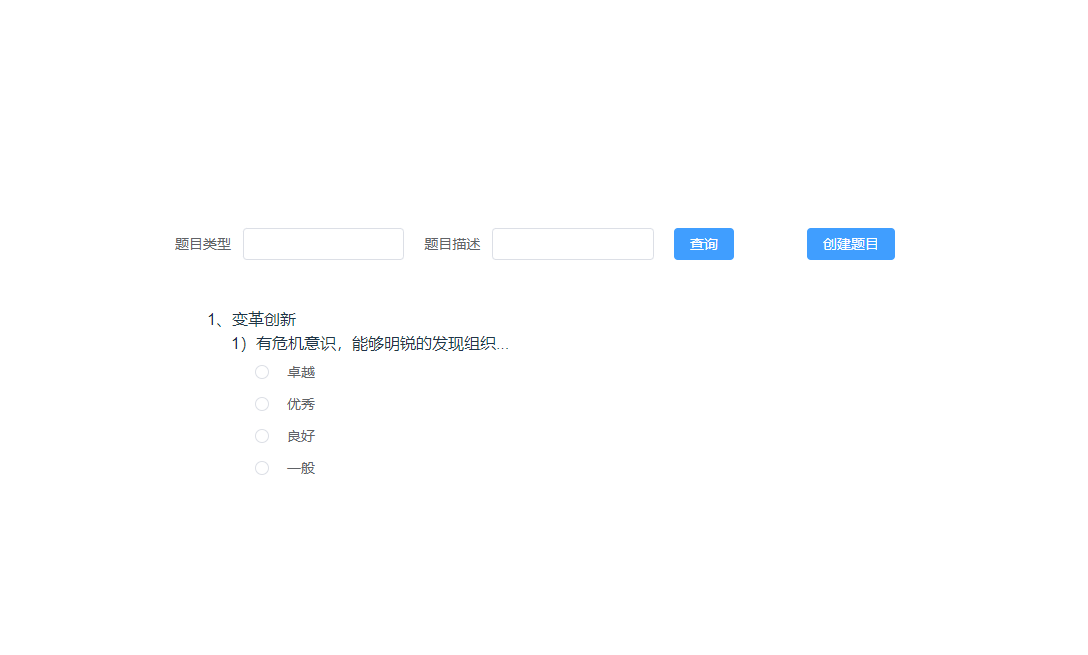 题目类型 题目描述 查询 创建题目
1、变革创新
1）有危机意识，能够明锐的发现组织...
卓越
优秀
良好
一般